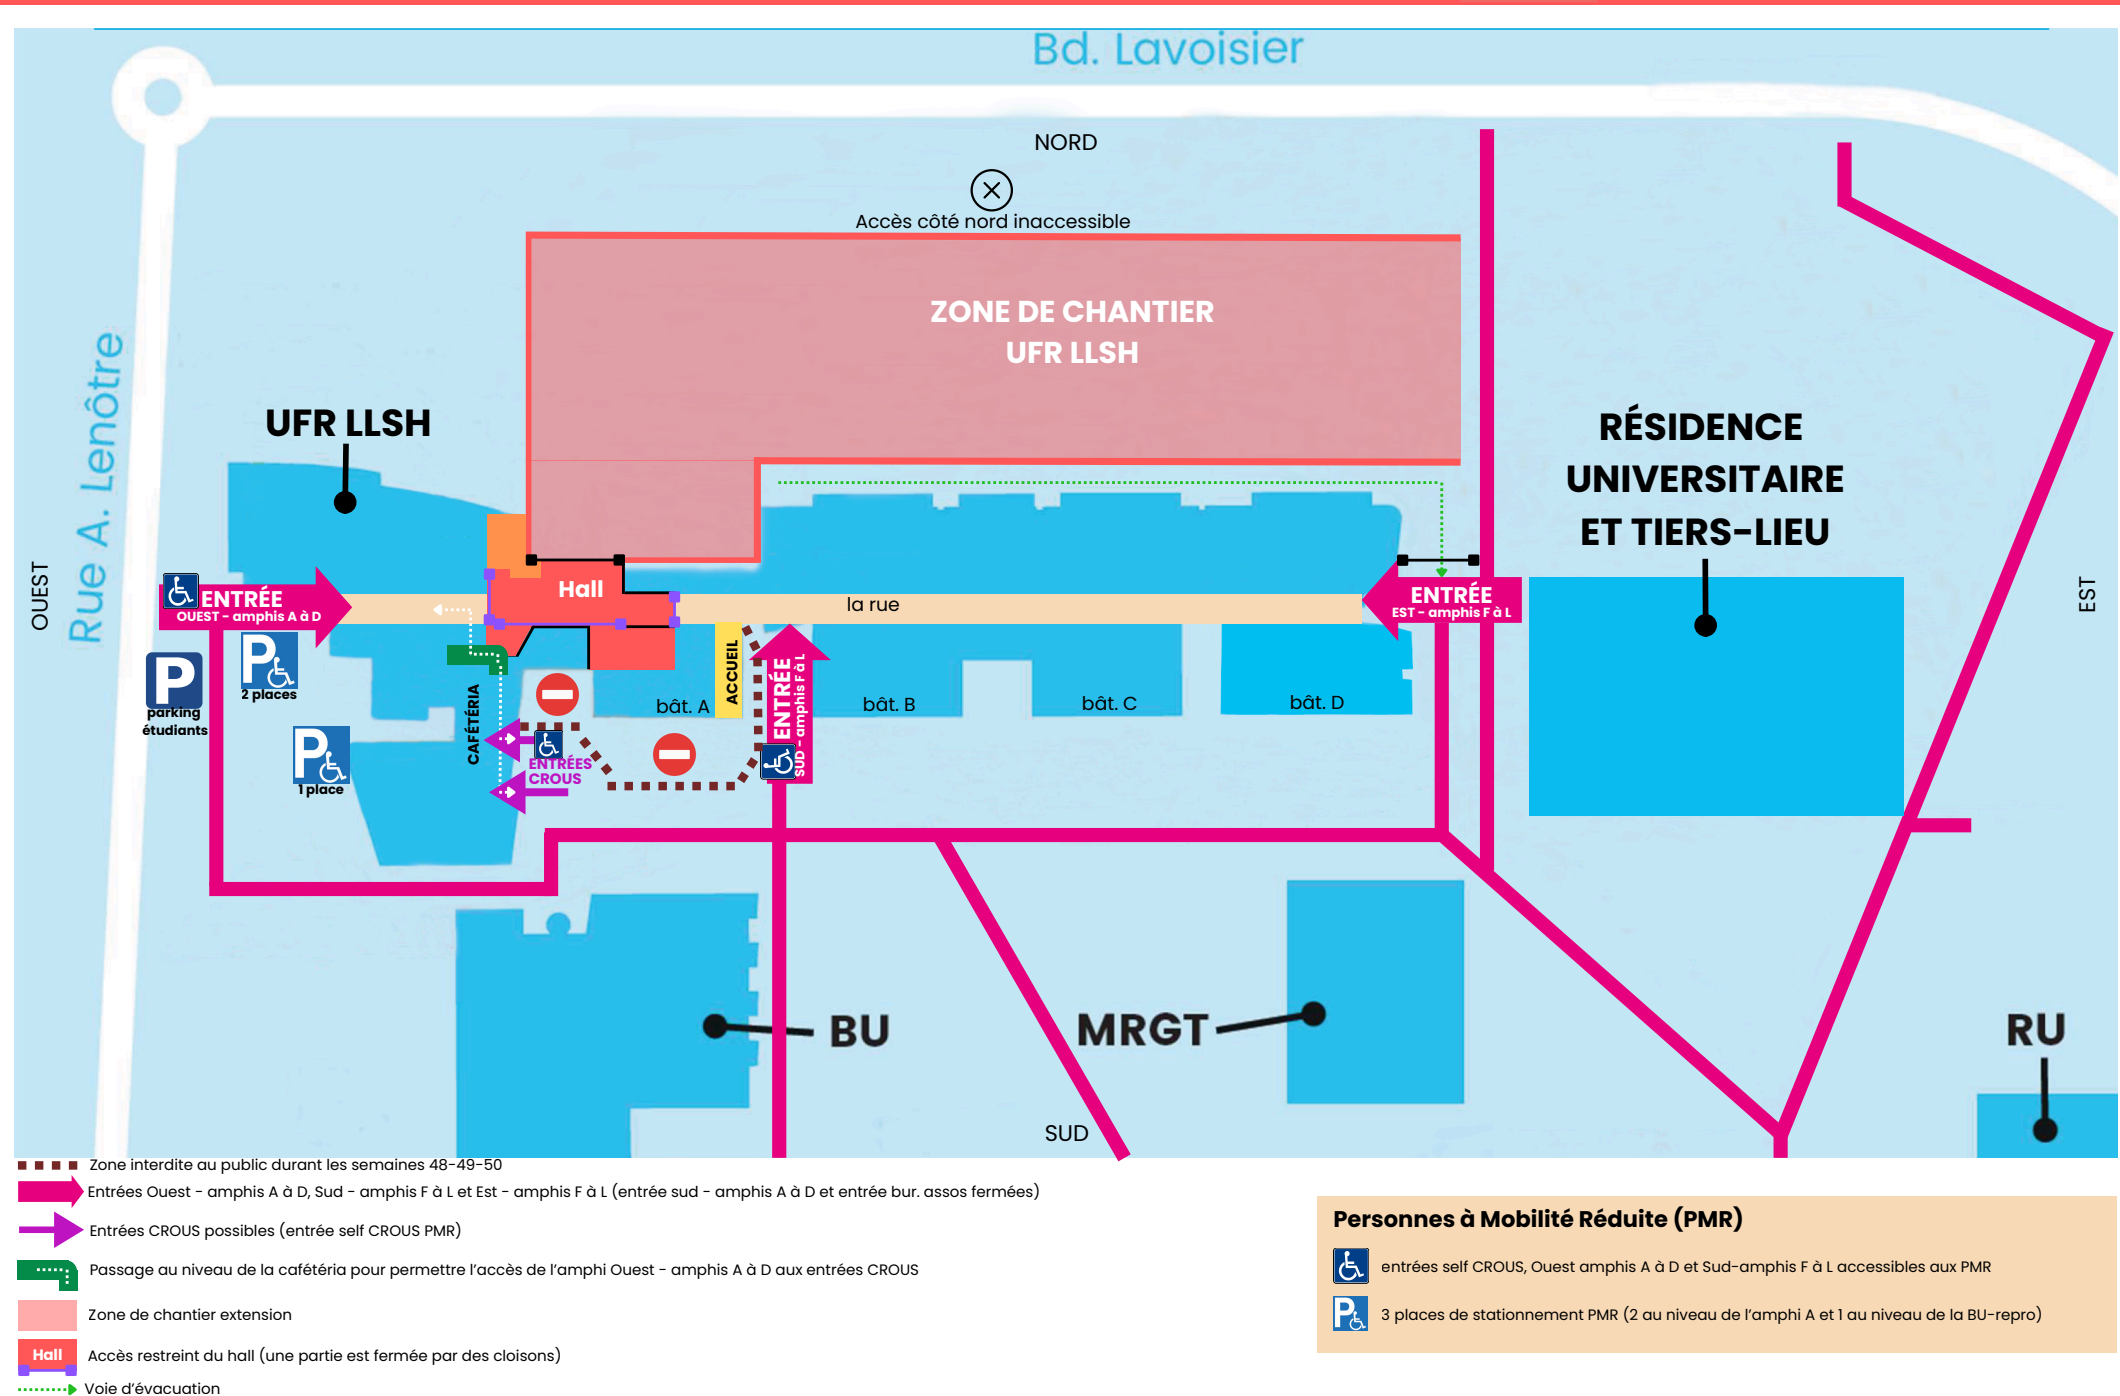 Bd. Lavoisier
NORD
Accès côté nord inaccessible
ZONE DE CHANTIER
UFR LLSH
UFR LLSH
RÉSIDENCE
UNIVERSITAIRE
ET TIERS-LIEU
Rue A. Lenôtre
OUEST
EST
ENTRÉE
OUEST - amphis A à D
Hall
la rue
ENTRÉE
EST - amphis F à L
P
parking
étudiants
P
2 places
P
1 place
CAFÉTÉRIA
ENTRÉES
CROUS
bât. A
ACCUEIL
ENTRÉE
SUD - amphis F à L
bât. B
bât. C
bât. D
BU
MRGT
RU
SUD
Zone interdite au public durant les semaines 48-49-50
Entrées Ouest - amphis A à D, Sud - amphis F à L et Est - amphis F à L (entrée sud - amphis A à D et entrée bur. assos fermées)
Entrées CROUS possibles (entrée self CROUS PMR)
Passage au niveau de la cafétéria pour permettre l'accès de l'amphi Ouest - amphis A à D aux entrées CROUS
Zone de chantier extension
Hall
Accès restreint du hall (une partie est fermée par des cloisons)
Voie d'évacuation
Personnes à Mobilité Réduite (PMR)
entrées self CROUS, Ouest amphis A à D et Sud-amphis F à L accessibles aux PMR
P
3 places de stationnement PMR (2 au niveau de l'amphi A et 1 au niveau de la BU-repro)